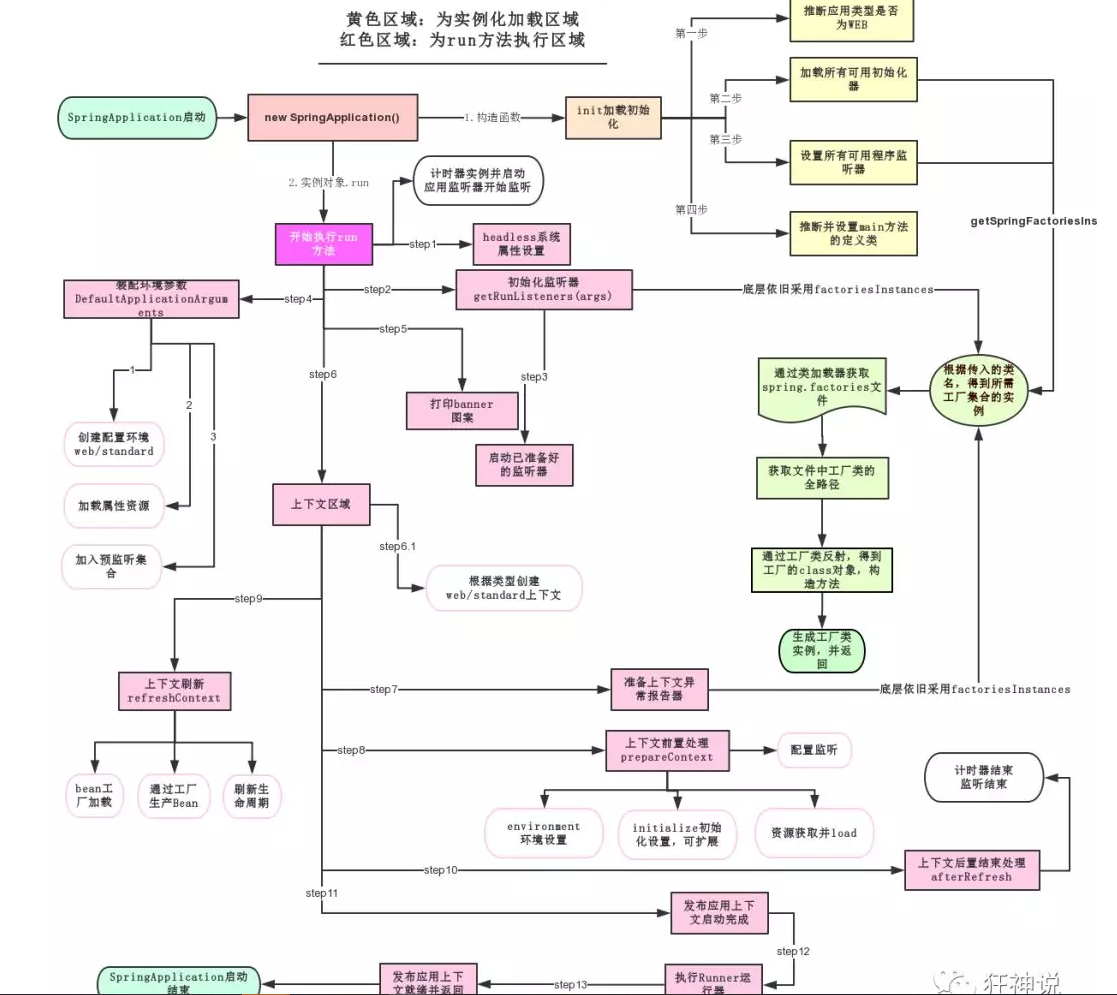 黄色区域：为实例化加载区域
红色区域：为run方法执行区域
推断应用类型是否
为WEB
第一步
加载所有可用初始化
器
第二步
SpringApplication启动
new SpringApplication()
1.构造函数
init加载初始
化
第三步
设置所有可用程序监
听器
计时器实例并启动
应用监听器开始监听
2.实例对象.run
第四步
推断并设置main方法
的定义类
getSpringFactoriesIns
开始执行run
方法
step1
headless系统
属性设置
装配环境参数
DefaultApplicationArgum
ents
step4
step2
初始化监听器
getRunListeners(args)
底层依旧采用factoriesInstances
step5
step6
step3
1
2
3
通过类加载器获取
spring.factories文
件
根据传入的类
名，得到所需
工厂集合的实
例
打印banner
图案
创建配置环境
web/standard
启动已准备好
的监听器
获取文件中工厂类的
全路径
加载属性资源
上下文区域
step6.1
加入预监听集
合
通过工厂类反射，得到
工厂的class对象，构
造方法
根据类型创建
web/standard上下文
step9
生成工厂类
实例，并返
回
上下文刷新
refreshContext
step7
准备上下文异
常报告器
底层依旧采用factoriesInstances
step8
上下文前置处理
prepareContext
配置监听
bean工
厂加载
通过工厂
生产Bean
刷新生
命周期
计时器结束
监听结束
environment
环境设置
initialize初始
化设置，可扩展
资源获取并load
step10
上下文后置结束处理
afterRefresh
step11
发布应用上下
文启动完成
step12
SpringApplication启动
结束
发布应用上下
文就绪并返回
step13
执行Runner运
行器
狂神说